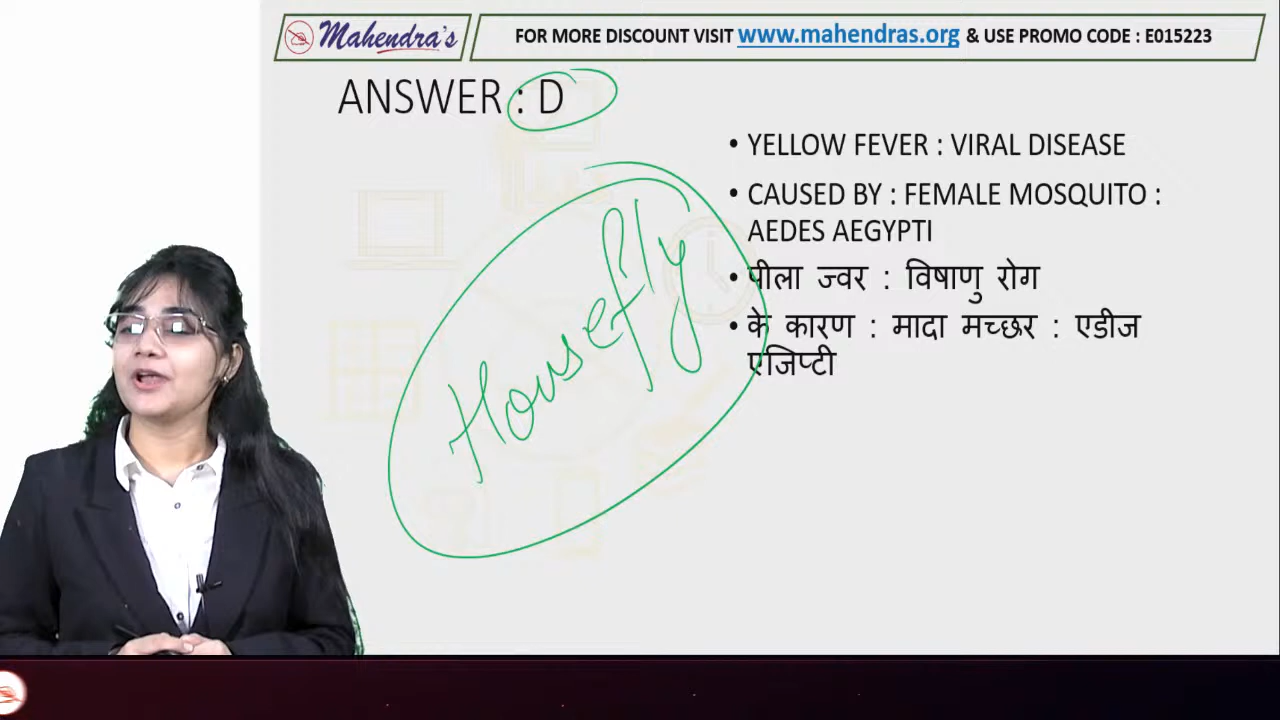 Mahendra's
FOR MORE DISCOUNT VISIT www.mahendras.org & USE PROMO CODE : E015223
ANSWER : D
• YELLOW FEVER : VIRAL DISEASE
• CAUSED BY : FEMALE MOSQUITO :
AEDES AEGYPTI
• पीला ज्वर : विषाणु रोग
• के कारण : मादा मच्छर : एडीज
एजिप्टी
Housefly